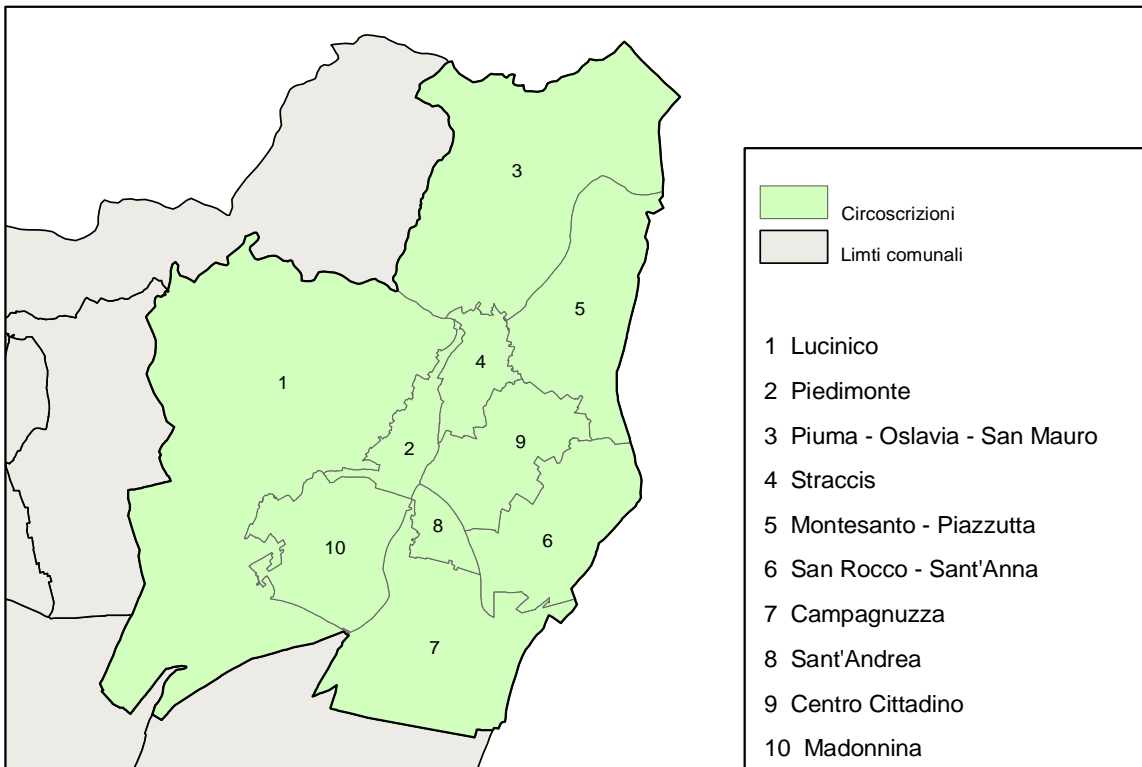 3
5
4
1
9
2
8
6
10
7
Circoscrizioni
Limti comunali
1 Lucinico
2 Piedimonte
3 Piuma - Oslavia - San Mauro
4 Straccis
5 Montesanto - Piazzutta
6 San Rocco - Sant'Anna
7 Campagnuzza
8 Sant'Andrea
9 Centro Cittadino
10 Madonnina